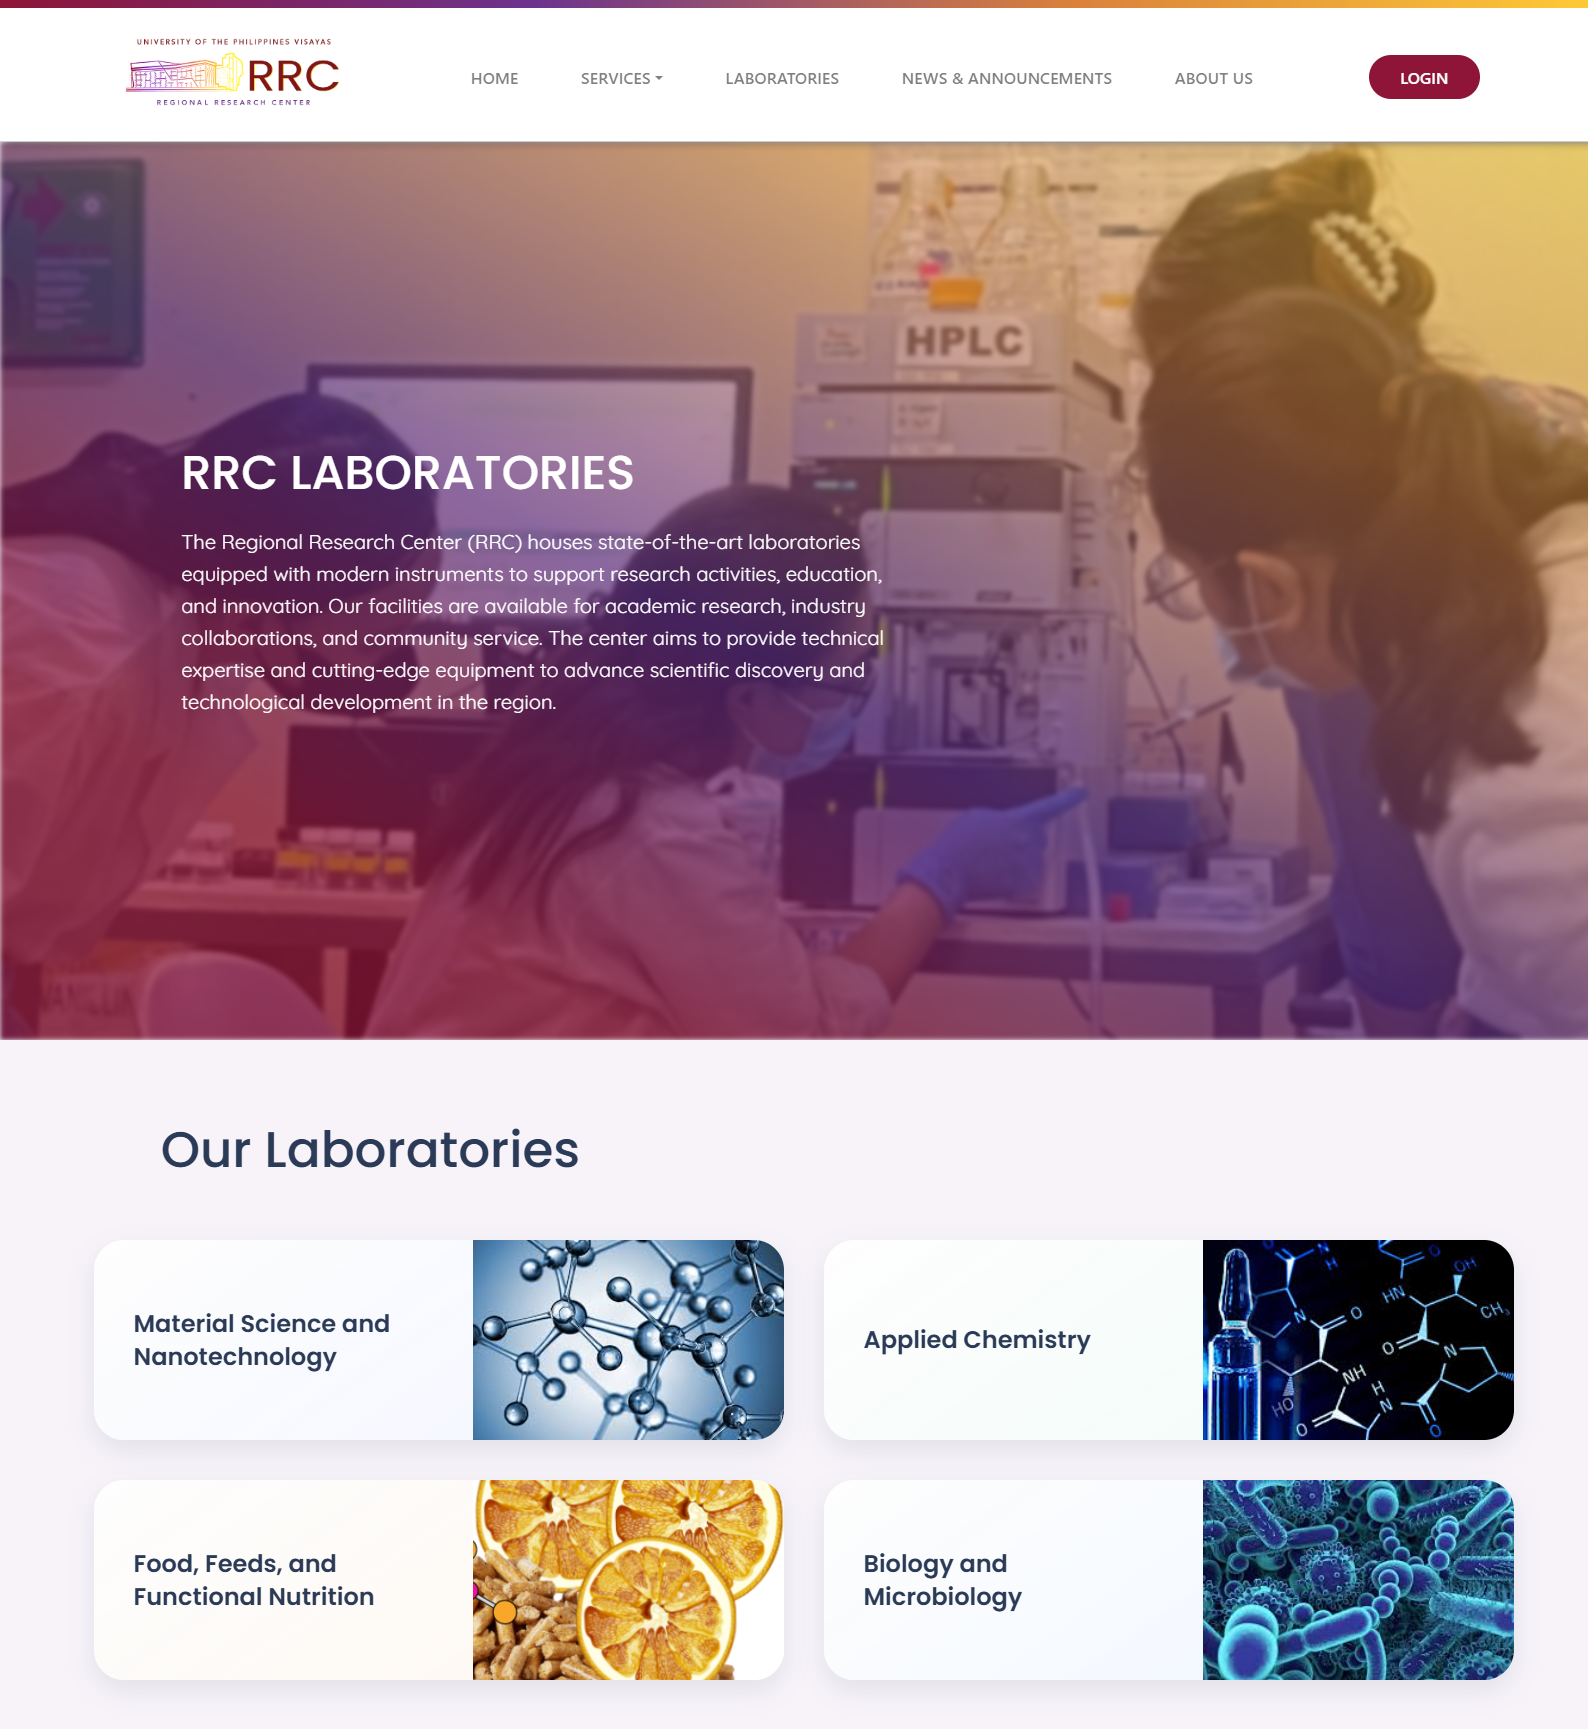 UNIVERSITY OF THE PHILIPPINES VISAYAS
RRC
REGIONAL RESEARCH CENTER
HOME
SERVICES
LABORATORIES
NEWS & ANNOUNCEMENTS
ABOUT US
LOGIN
HPLC
RRC LABORATORIES
The Regional Research Center (RRC) houses state-of-the-art laboratories
equipped with modern instruments to support research activities, education,
and innovation. Our facilities are available for academic research, industry
collaborations, and community service. The center aims to provide technical
expertise and cutting-edge equipment to advance scientific discovery and
technological development in the region.
Our Laboratories
Material Science and
Nanotechnology
Applied Chemistry
N
H
O
HN
O
OH
CH₃
O
O
N
NH
H
N
HO
O
O
Food, Feeds, and
Functional Nutrition
Biology and
Microbiology